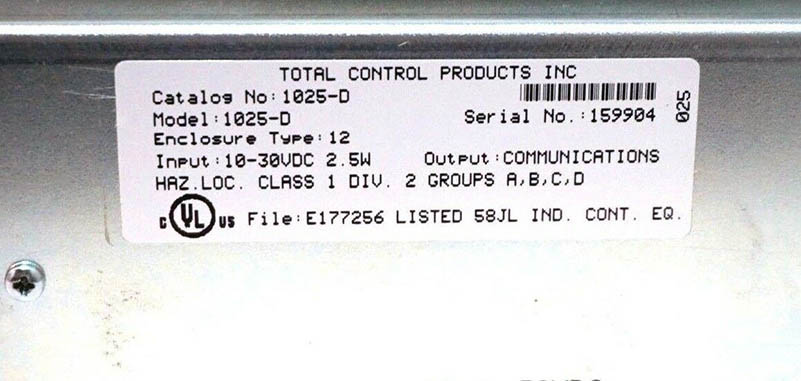 TOTAL CONTROL PRODUCTS INC
Catalog No:1025-D
Model:1025-D Serial No.:159904
025
Enclosure Type:12
Input:10-30VDC 2.5W Output:COMMUNICATIONS
HAZ.LOC. CLASS 1 DIV. 2 GROUPS A,B,C,D
C UL US File:E177256 LISTED 58JL IND. CONT. EQ.